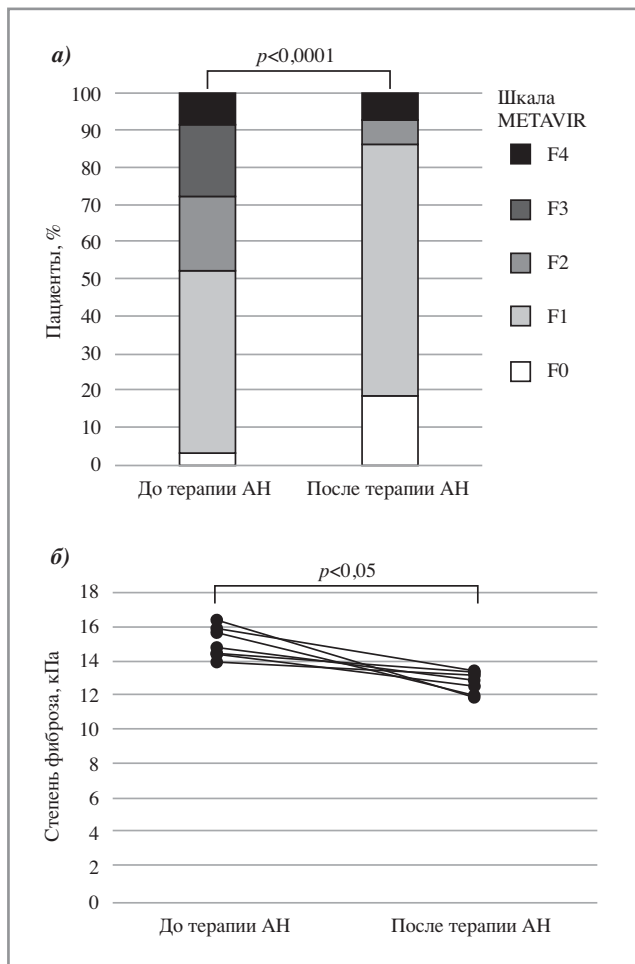 а)
p<0,0001
Пациенты, %
100
90
80
70
60
50
40
30
20
10
0
До терапии АН
После терапии АН
Шкала
METAVIR
F4
F3
F2
F1
F0
б)
p<0,05
Степень фиброза, кПа
18
16
14
12
10
8
6
4
2
0
До терапии АН
После терапии АН